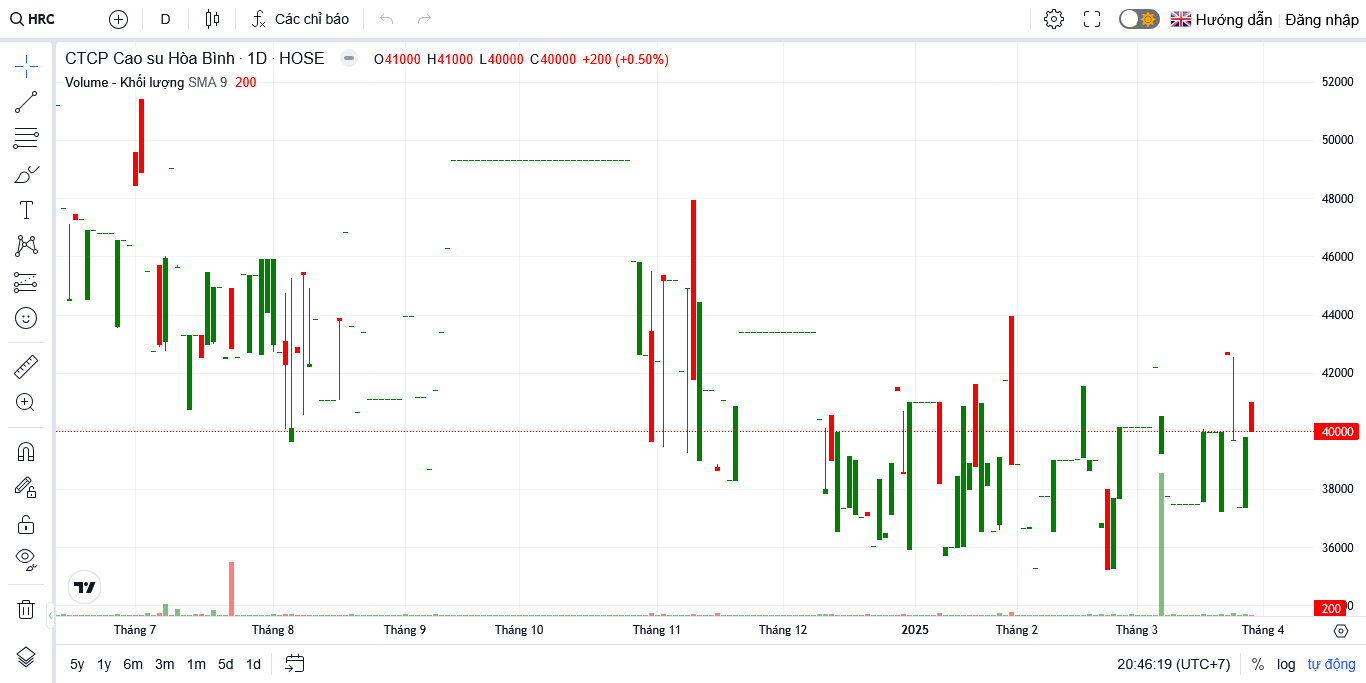 HRC D Các chỉ báo Hướng dẫn Đăng nhập
CTCP Cao su Hòa Bình · 1D · HOSE O41000 H41000 L40000 C40000 +200 (+0.50%)
Volume - Khối lượng SMA 9 200
52000
50000
48000
46000
44000
42000
40000
38000
36000
200
Tháng 7 Tháng 8 Tháng 9 Tháng 10 Tháng 11 Tháng 12 2025 Tháng 2 Tháng 3 Tháng 4
5y 1y 6m 3m 1m 5d 1d 20:46:19 (UTC+7) % log tự động